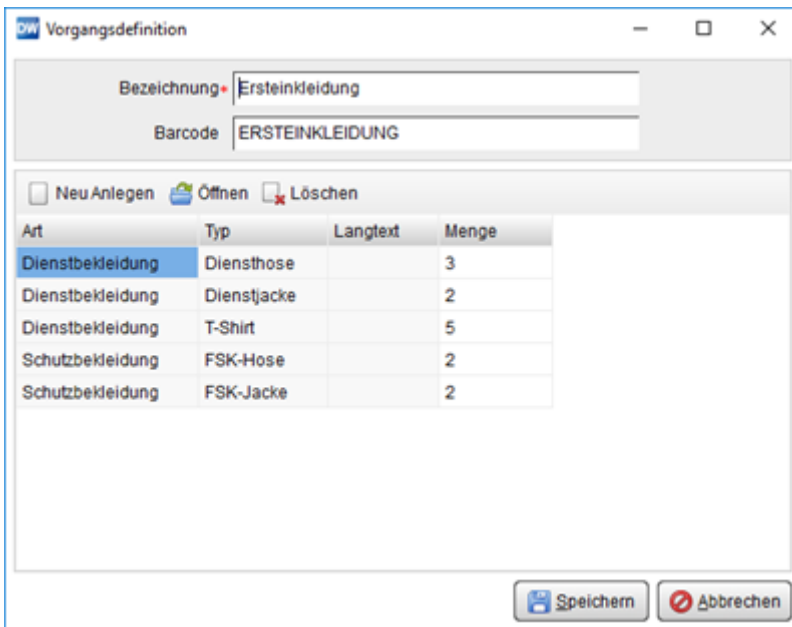 DW Vorgangsdefinition
Bezeichnung* Ersteinkleidung
Barcode ERSTEINKLEIDUNG
Neu Anlegen Öffnen Löschen
Art Typ Langtext Menge
Dienstbekleidung Diensthose 3
Dienstbekleidung Dienstjacke 2
Dienstbekleidung T-Shirt 5
Schutzbekleidung FSK-Hose 2
Schutzbekleidung FSK-Jacke 2
Speichern Abbrechen